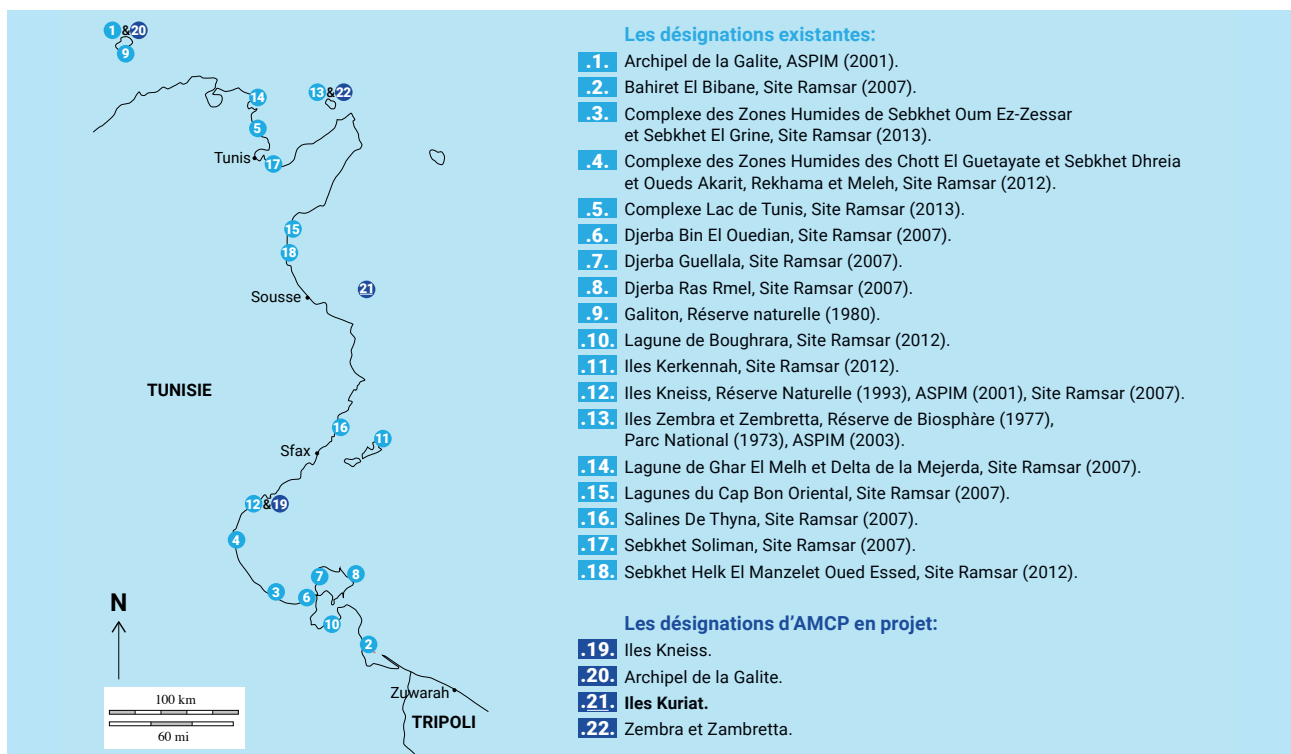 1 & 20
9
14
13 & 22
5
Tunis
17
15
18
21
Sousse
TUNISIE
16
11
Sfax
12 & 19
4
7
8
3
6
10
2
N
Zuwarah
TRIPOLI
100 km
60 mi
Les désignations existantes:
.1. Archipel de la Galite, ASPIM (2001).
.2. Bahiret El Bibane, Site Ramsar (2007).
.3. Complexe des Zones Humides de Sebkhet Oum Ez-Zessar
et Sebkhet El Grine, Site Ramsar (2013).
.4. Complexe des Zones Humides des Chott El Guetayate et Sebkhet Dhreia
et Oueds Akarit, Rekhama et Meleh, Site Ramsar (2012).
.5. Complexe Lac de Tunis, Site Ramsar (2013).
.6. Djerba Bin El Ouedian, Site Ramsar (2007).
.7. Djerba Guellala, Site Ramsar (2007).
.8. Djerba Ras Rmel, Site Ramsar (2007).
.9. Galiton, Réserve naturelle (1980).
.10. Lagune de Boughrara, Site Ramsar (2012).
.11. Iles Kerkennah, Site Ramsar (2012).
.12. Iles Kneiss, Réserve Naturelle (1993), ASPIM (2001), Site Ramsar (2007).
.13. Iles Zembra et Zembretta, Réserve de Biosphàre (1977),
Parc National (1973), ASPIM (2003).
.14. Lagune de Ghar El Melh et Delta de la Mejerda, Site Ramsar (2007).
.15. Lagunes du Cap Bon Oriental, Site Ramsar (2007).
.16. Salines De Thyna, Site Ramsar (2007).
.17. Sebkhet Soliman, Site Ramsar (2007).
.18. Sebkhet Helk El Manzelet Oued Essed, Site Ramsar (2012).
Les désignations d'AMCP en projet:
.19. Iles Kneiss.
.20. Archipel de la Galite.
.21. Iles Kuriat.
.22. Zembra et Zambretta.